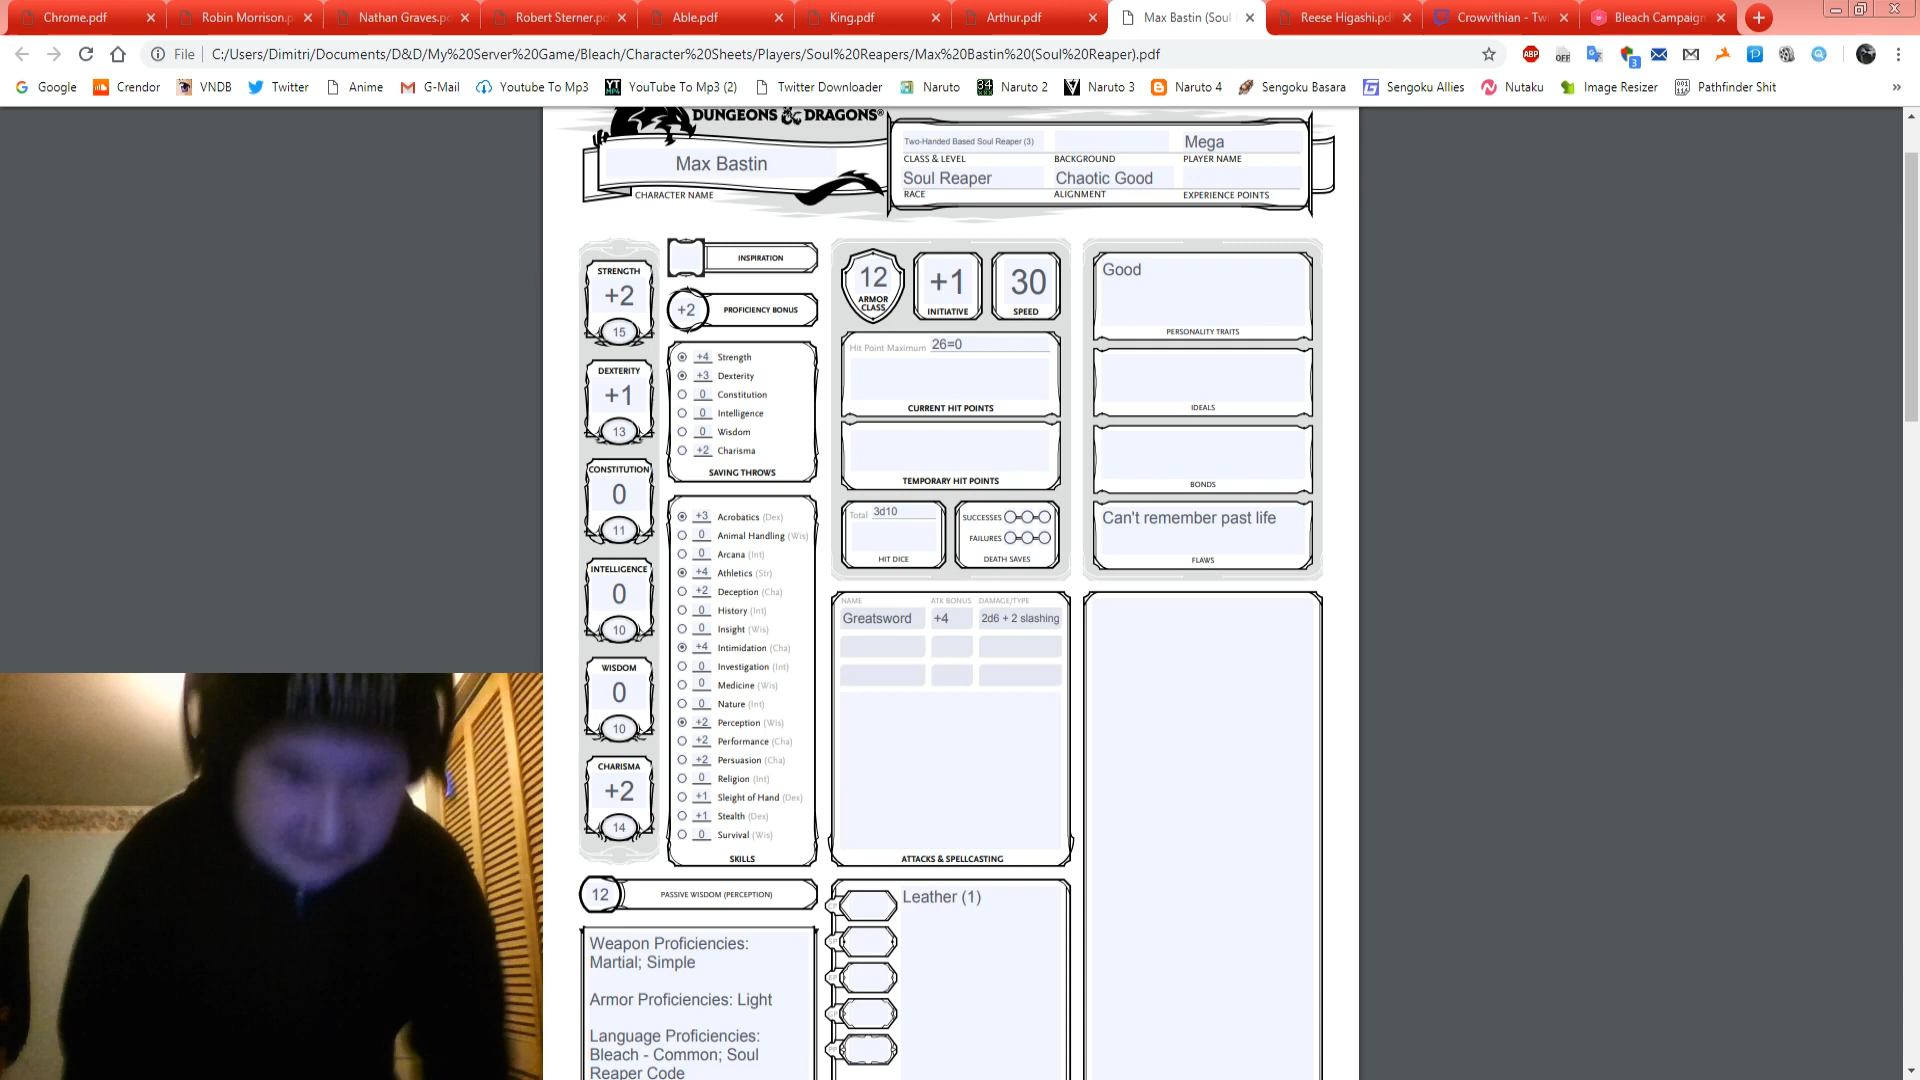 Chrome.pdf
Robin Morrison.p
Nathan Graves.pd
Robert Sterner.pd
Able.pdf
King.pdf
Arthur.pdf
Max Bastin (Soul
Reese Higashi.pdf
Crowvithian - Twi
Bleach Campaign
File C:/Users/Dimitri/Documents/D&D/My%20Server%20Game/Bleach/Character%20Sheets/Players/Soul%20Reapers/Max%20Bastin%20(Soul%20Reaper).pdf
ABP
OFF
3
Google
Crendor
VNDB
Twitter
Anime
G-Mail
Youtube To Mp3
YouTube To Mp3 (2)
Twitter Downloader
Naruto
Naruto 2
Naruto 3
Naruto 4
Sengoku Basara
Sengoku Allies
Nutaku
Image Resizer
Pathfinder Shit
»
DUNGEONS & DRAGONS®
Max Bastin
CHARACTER NAME
Two-Handed Based Soul Reaper (3)
Mega
CLASS & LEVEL
BACKGROUND
PLAYER NAME
Soul Reaper
Chaotic Good
RACE
ALIGNMENT
EXPERIENCE POINTS
STRENGTH
+2
15
DEXTERITY
+1
13
CONSTITUTION
0
11
INTELLIGENCE
0
10
WISDOM
0
10
CHARISMA
+2
14
INSPIRATION
+2 PROFICIENCY BONUS
+4 Strength
+3 Dexterity
0 Constitution
0 Intelligence
0 Wisdom
+2 Charisma
SAVING THROWS
+3 Acrobatics (Dex)
0 Animal Handling (Wis)
0 Arcana (Int)
+4 Athletics (Str)
+2 Deception (Cha)
0 History (Int)
0 Insight (Wis)
+4 Intimidation (Cha)
0 Investigation (Int)
0 Medicine (Wis)
0 Nature (Int)
+2 Perception (Wis)
+2 Performance (Cha)
+2 Persuasion (Cha)
0 Religion (Int)
+1 Sleight of Hand (Dex)
+1 Stealth (Dex)
0 Survival (Wis)
SKILLS
12 PASSIVE WISDOM (PERCEPTION)
Weapon Proficiencies:
Martial; Simple
Armor Proficiencies: Light
Language Proficiencies:
Bleach - Common; Soul
Reaper Code
12
ARMOR
CLASS
+1
INITIATIVE
30
SPEED
Hit Point Maximum 26=0
CURRENT HIT POINTS
TEMPORARY HIT POINTS
Total 3d10
HIT DICE
SUCCESSES
FAILURES
DEATH SAVES
NAME ATK BONUS DAMAGE/TYPE
Greatsword +4 2d6 + 2 slashing
ATTACKS & SPELLCASTING
CP
SP
EP
GP
PP
Leather (1)
Good
PERSONALITY TRAITS
IDEALS
BONDS
Can't remember past life
FLAWS